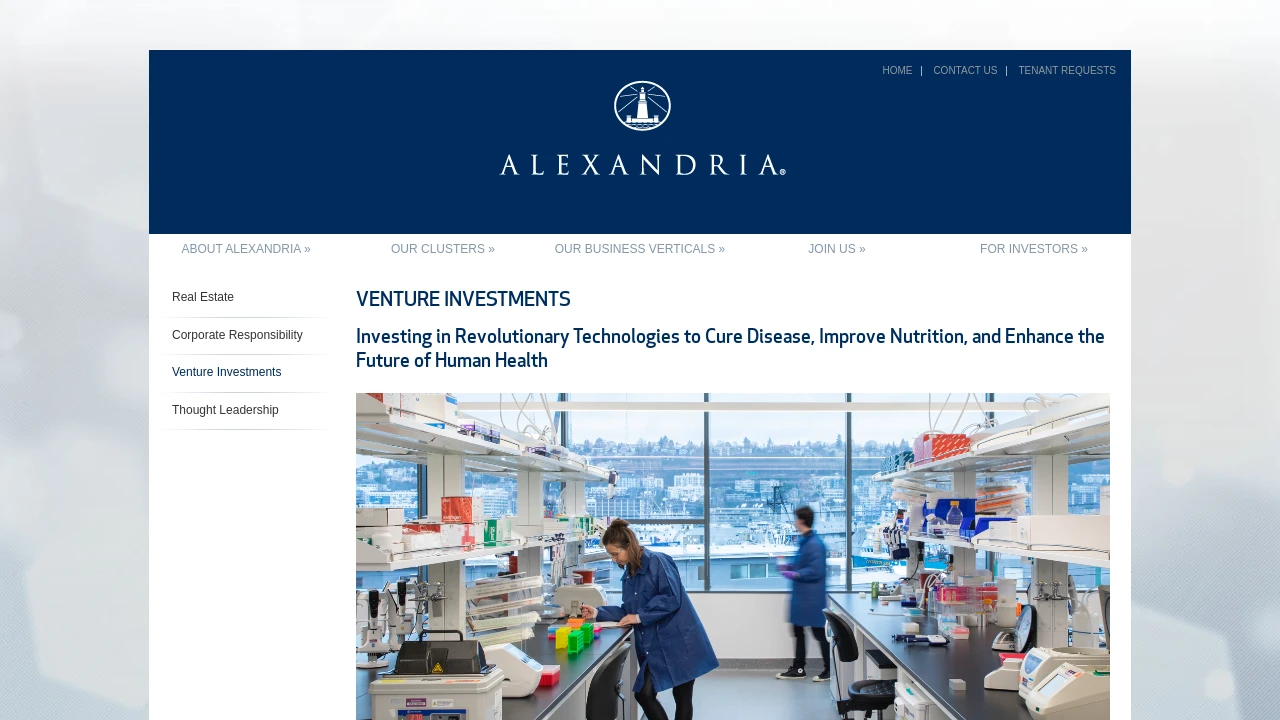 HOME | CONTACT US | TENANT REQUESTS
ALEXANDRIA®
ABOUT ALEXANDRIA » OUR CLUSTERS » OUR BUSINESS VERTICALS » JOIN US » FOR INVESTORS »
Real Estate
Corporate Responsibility
Venture Investments
Thought Leadership
VENTURE INVESTMENTS
Investing in Revolutionary Technologies to Cure Disease, Improve Nutrition, and Enhance the
Future of Human Health